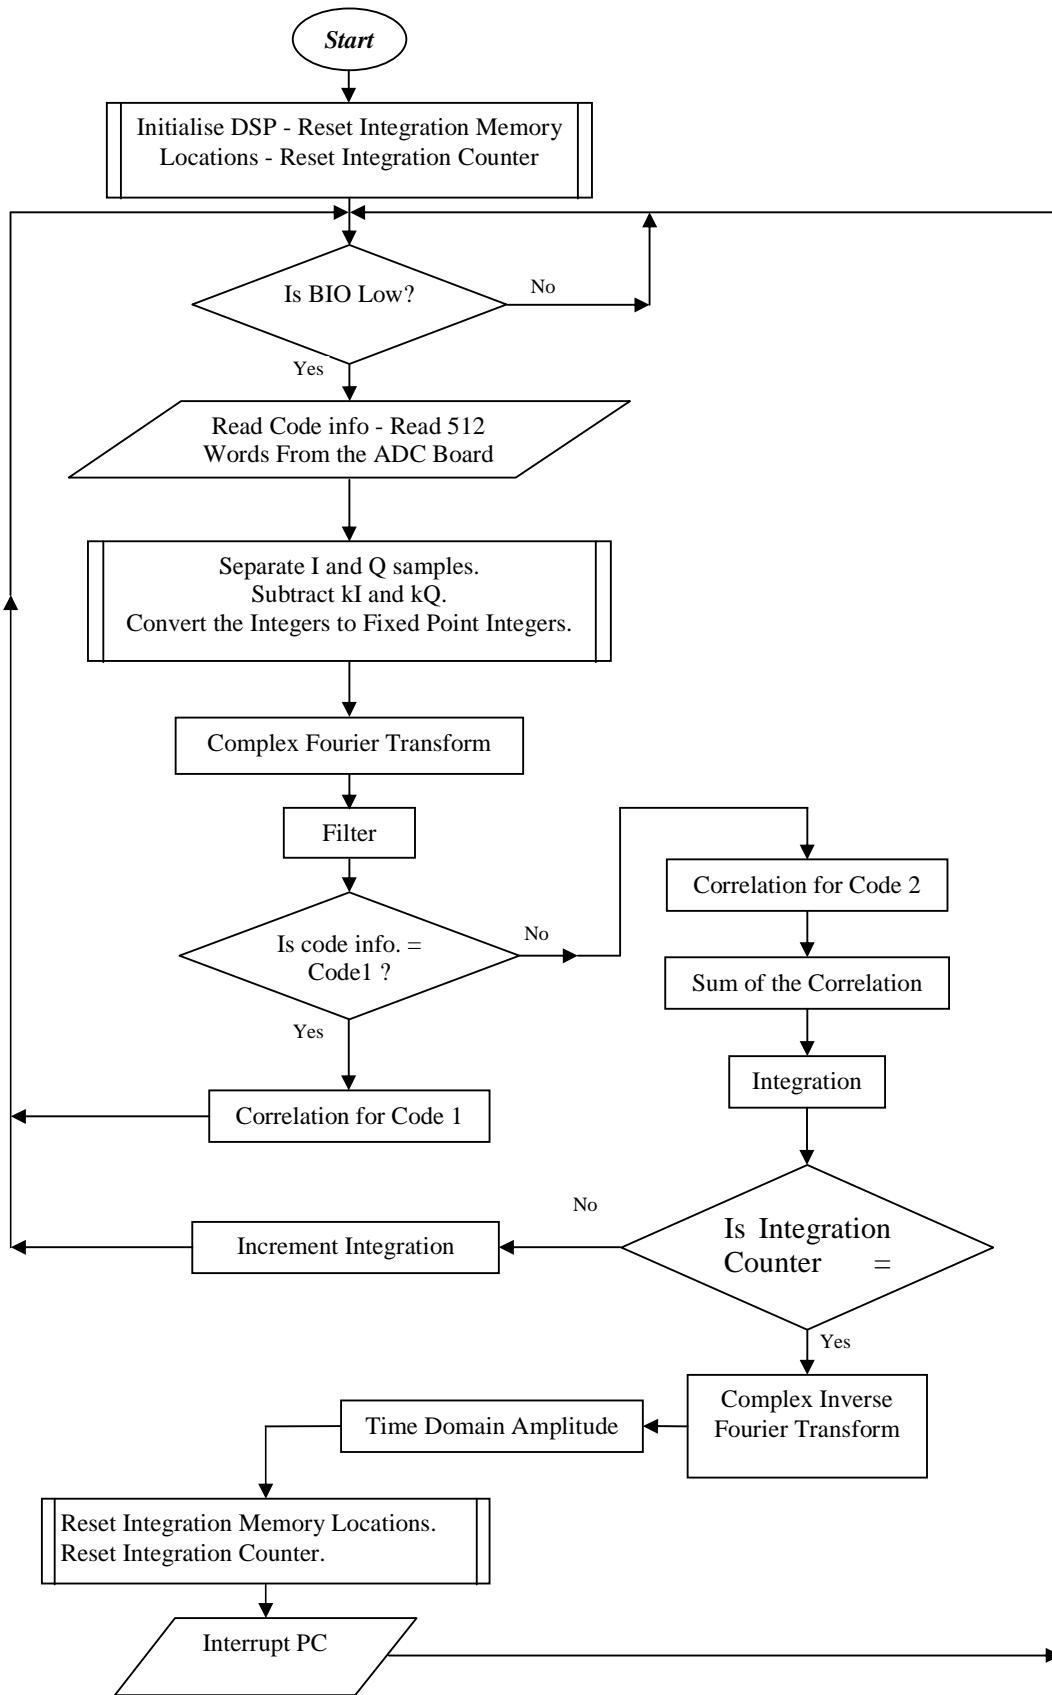 Start
Initialise DSP - Reset Integration Memory
Locations - Reset Integration Counter
Is BIO Low?
No
Yes
Read Code info - Read 512
Words From the ADC Board
Separate I and Q samples.
Subtract kI and kQ.
Convert the Integers to Fixed Point Integers.
Complex Fourier Transform
Filter
Is code info. =
Code1 ?
No
Yes
Correlation for Code 1
Correlation for Code 2
Sum of the Correlation
Integration
Is Integration
Counter =
No
Increment Integration
Yes
Complex Inverse
Fourier Transform
Time Domain Amplitude
Reset Integration Memory Locations.
Reset Integration Counter.
Interrupt PC